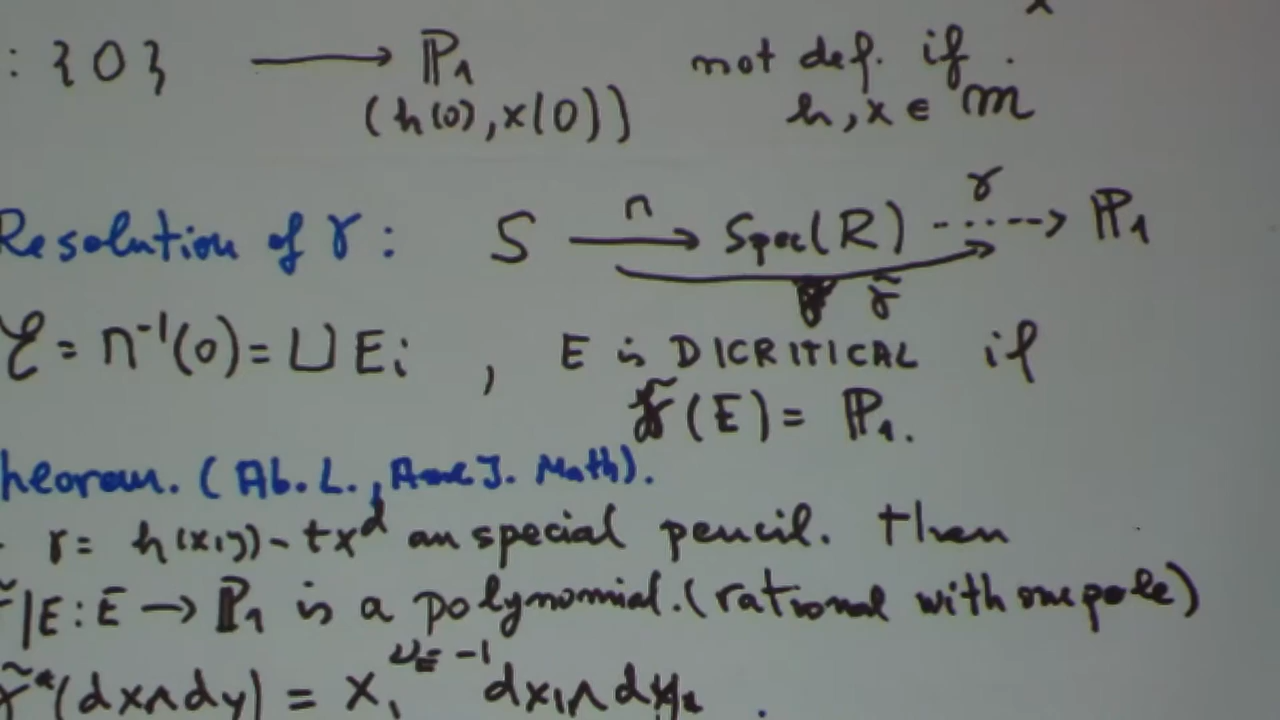 : {0} ⟶ ℙ₁ not def. if
(h(0), x(0)) h, x ∈ m
Resolution of γ : S —π→ Spec(R) ···γ···> ℙ₁
γ̃
ℰ = π⁻¹(0) = ∪ Eᵢ , E is DICRITICAL if
γ̃(E) = ℙ₁.
heorem. (Ab. L., Ame J. Math).
γ = h(x,y) - tx^d an special pencil. Then
γ̃|E : E → ℙ₁ is a polynomial. (rational with one pole)
*(dx∧dy) = x₁^{ν_E -1} dx₁∧dy₁ .